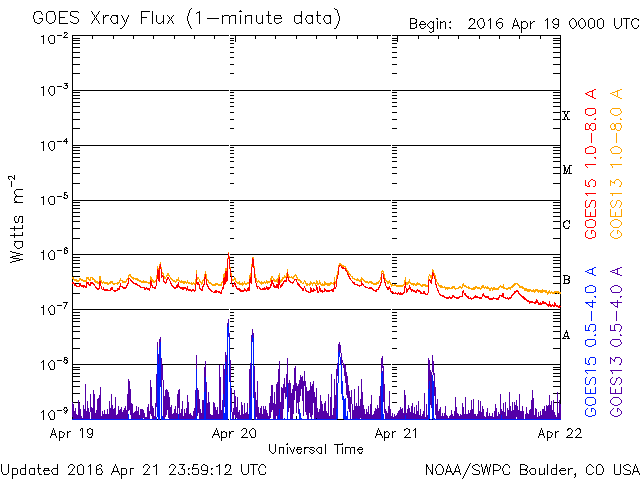 GOES Xray Flux (1-minute data)
Begin: 2016 Apr 19 0000 UTC
10-2
10-3
10-4
10-5
10-6
10-7
10-8
10-9
Watts m-2
X
M
C
B
A
GOES15 1.0-8.0 A
GOES13 1.0-8.0 A
GOES15 0.5-4.0 A
GOES13 0.5-4.0 A
Apr 19
Apr 20
Apr 21
Apr 22
Universal Time
Updated 2016 Apr 21 23:59:12 UTC
NOAA/SWPC Boulder, CO USA